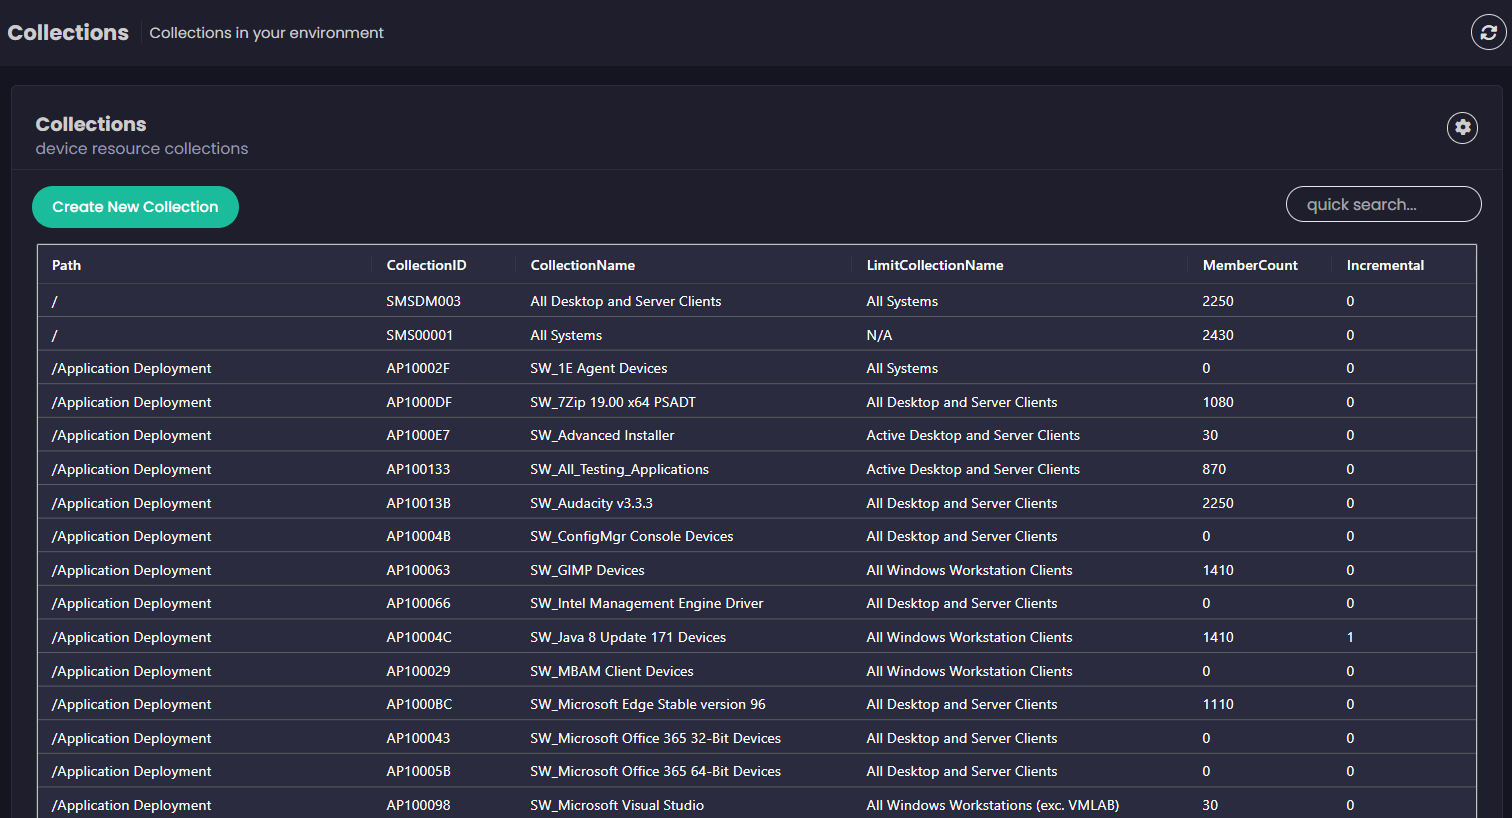 Collections Collections in your environment
Collections
device resource collections
Create New Collection quick search...
Path CollectionID CollectionName LimitCollectionName MemberCount Incremental
/ SMSDM003 All Desktop and Server Clients All Systems 2250 0
/ SMS00001 All Systems N/A 2430 0
/Application Deployment AP10002F SW_1E Agent Devices All Systems 0 0
/Application Deployment AP1000DF SW_7Zip 19.00 x64 PSADT All Desktop and Server Clients 1080 0
/Application Deployment AP1000E7 SW_Advanced Installer Active Desktop and Server Clients 30 0
/Application Deployment AP100133 SW_All_Testing_Applications Active Desktop and Server Clients 870 0
/Application Deployment AP10013B SW_Audacity v3.3.3 All Desktop and Server Clients 2250 0
/Application Deployment AP10004B SW_ConfigMgr Console Devices All Desktop and Server Clients 0 0
/Application Deployment AP100063 SW_GIMP Devices All Windows Workstation Clients 1410 0
/Application Deployment AP100066 SW_Intel Management Engine Driver All Desktop and Server Clients 0 0
/Application Deployment AP10004C SW_Java 8 Update 171 Devices All Windows Workstation Clients 1410 1
/Application Deployment AP100029 SW_MBAM Client Devices All Windows Workstation Clients 0 0
/Application Deployment AP1000BC SW_Microsoft Edge Stable version 96 All Desktop and Server Clients 1110 0
/Application Deployment AP100043 SW_Microsoft Office 365 32-Bit Devices All Desktop and Server Clients 0 0
/Application Deployment AP10005B SW_Microsoft Office 365 64-Bit Devices All Desktop and Server Clients 0 0
/Application Deployment AP100098 SW_Microsoft Visual Studio All Windows Workstations (exc. VMLAB) 30 0